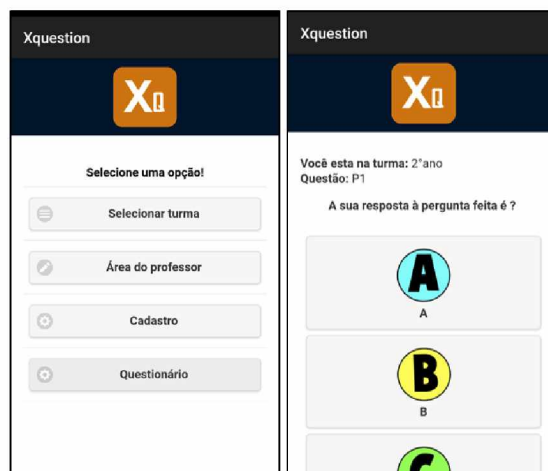 Xquestion
XQ
Selecione uma opção!
Selecionar turma
Área do professor
Cadastro
Questionário
Xquestion
XQ
Você esta na turma: 2°ano
Questão: P1
A sua resposta à pergunta feita é ?
A
A
B
B
C